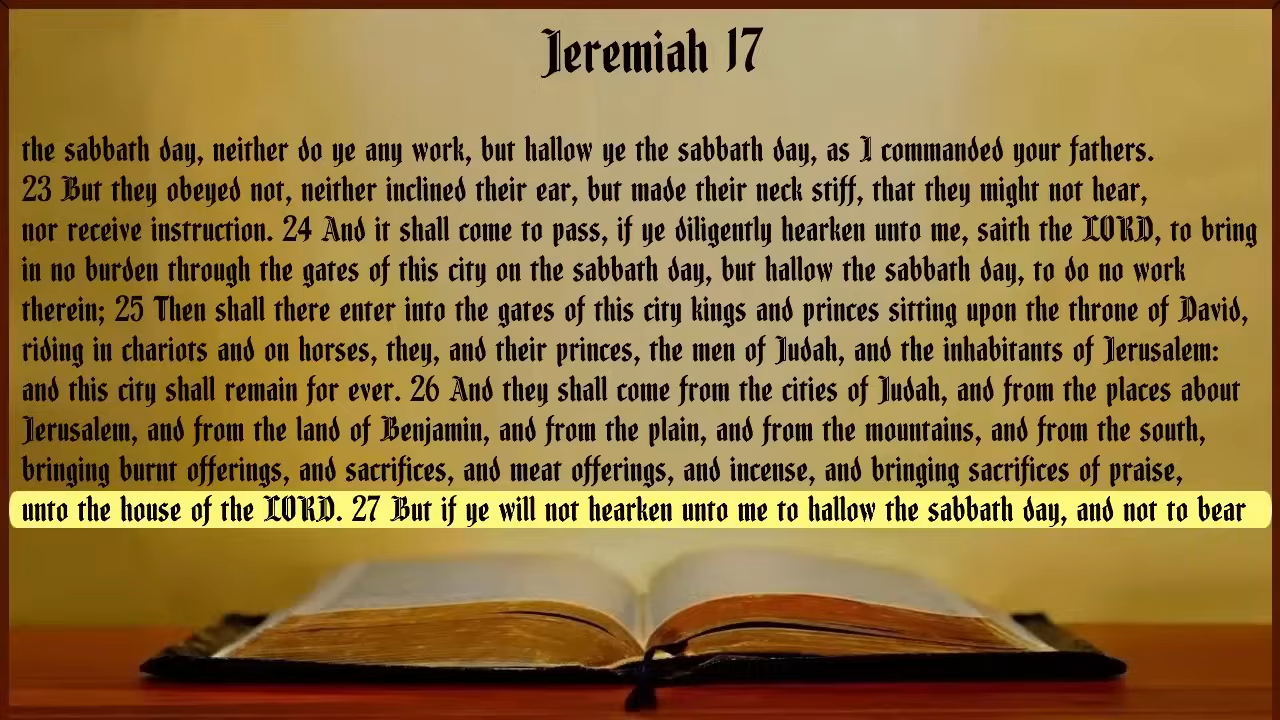 Jeremiah 17
the sabbath day, neither do ye any work, but hallow ye the sabbath day, as I commanded your fathers.
23 But they obeyed not, neither inclined their ear, but made their neck stiff, that they might not hear,
nor receive instruction. 24 And it shall come to pass, if ye diligently hearken unto me, saith the LORD, to bring
in no burden through the gates of this city on the sabbath day, but hallow the sabbath day, to do no work
therein; 25 Then shall there enter into the gates of this city kings and princes sitting upon the throne of David,
riding in chariots and on horses, they, and their princes, the men of Judah, and the inhabitants of Jerusalem:
and this city shall remain for ever. 26 And they shall come from the cities of Judah, and from the places about
Jerusalem, and from the land of Benjamin, and from the plain, and from the mountains, and from the south,
bringing burnt offerings, and sacrifices, and meat offerings, and incense, and bringing sacrifices of praise,
unto the house of the LORD. 27 But if ye will not hearken unto me to hallow the sabbath day, and not to bear